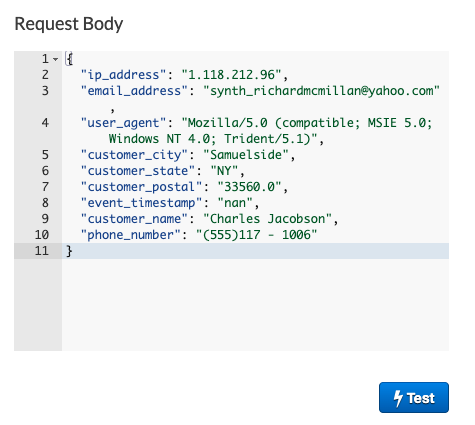 Request Body
1 {
2 "ip_address": "1.118.212.96",
3 "email_address": "synth_richardmcmillan@yahoo.com"
,
4 "user_agent": "Mozilla/5.0 (compatible; MSIE 5.0;
Windows NT 4.0; Trident/5.1)",
5 "customer_city": "Samuelside",
6 "customer_state": "NY",
7 "customer_postal": "33560.0",
8 "event_timestamp": "nan",
9 "customer_name": "Charles Jacobson",
10 "phone_number": "(555)117 - 1006"
11 }
Test